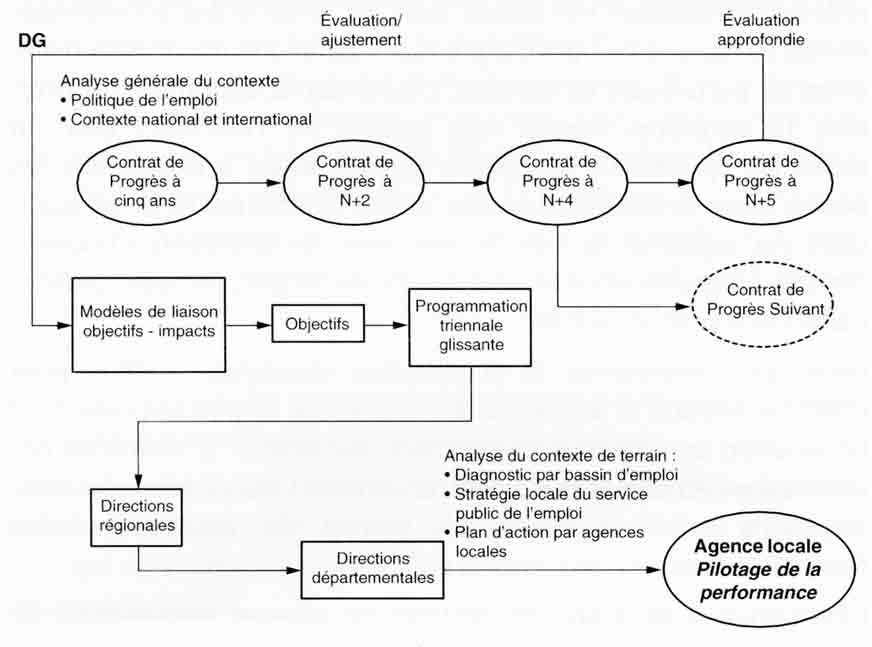 DG
Évaluation/
ajustement
Évaluation
approfondie
Analyse générale du contexte
• Politique de l'emploi
• Contexte national et international
Contrat de
Progrès à
cinq ans
Contrat de
Progrès à
N+2
Contrat de
Progrès à
N+4
Contrat de
Progrès à
N+5
Contrat de
Progrès Suivant
Modèles de liaison
objectifs - impacts
Objectifs
Programmation
triennale
glissante
Directions
régionales
Directions
départementales
Analyse du contexte de terrain :
• Diagnostic par bassin d'emploi
• Stratégie locale du service
public de l'emploi
• Plan d'action par agences
locales
Agence locale
Pilotage de la
performance